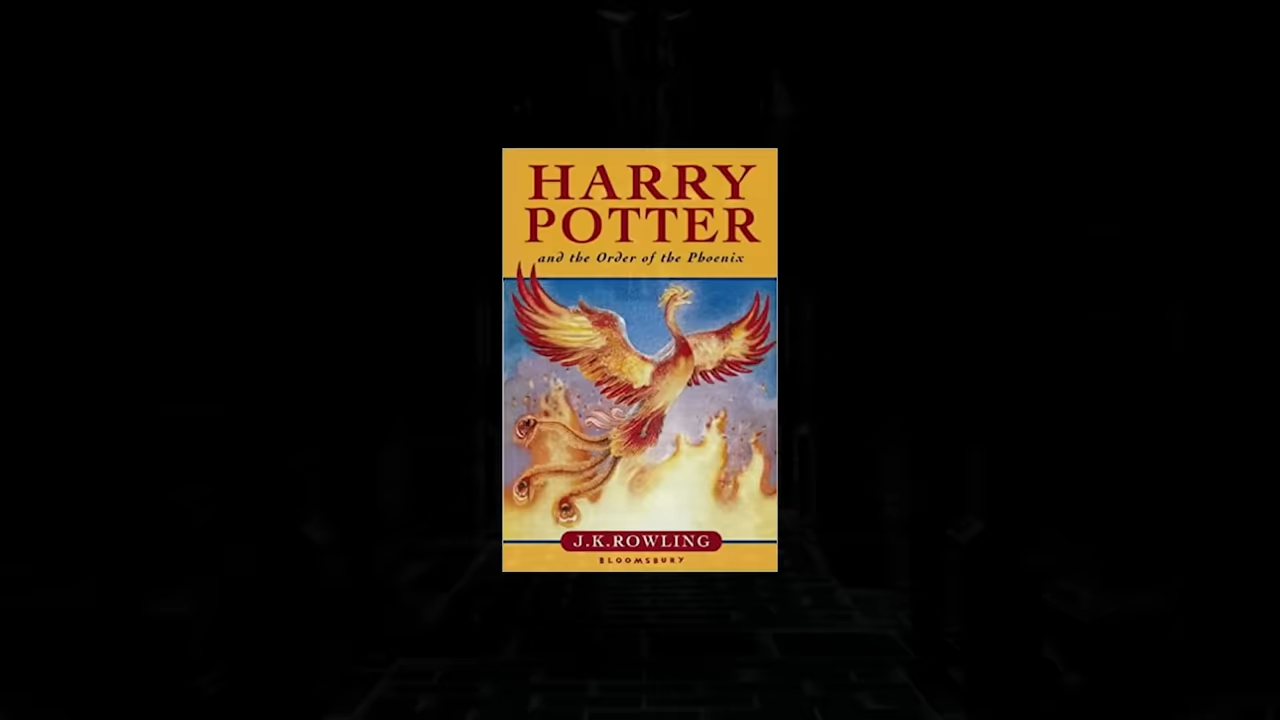 HARRY
POTTER
and the Order of the Phoenix
J.K.ROWLING
BLOOMSBURY